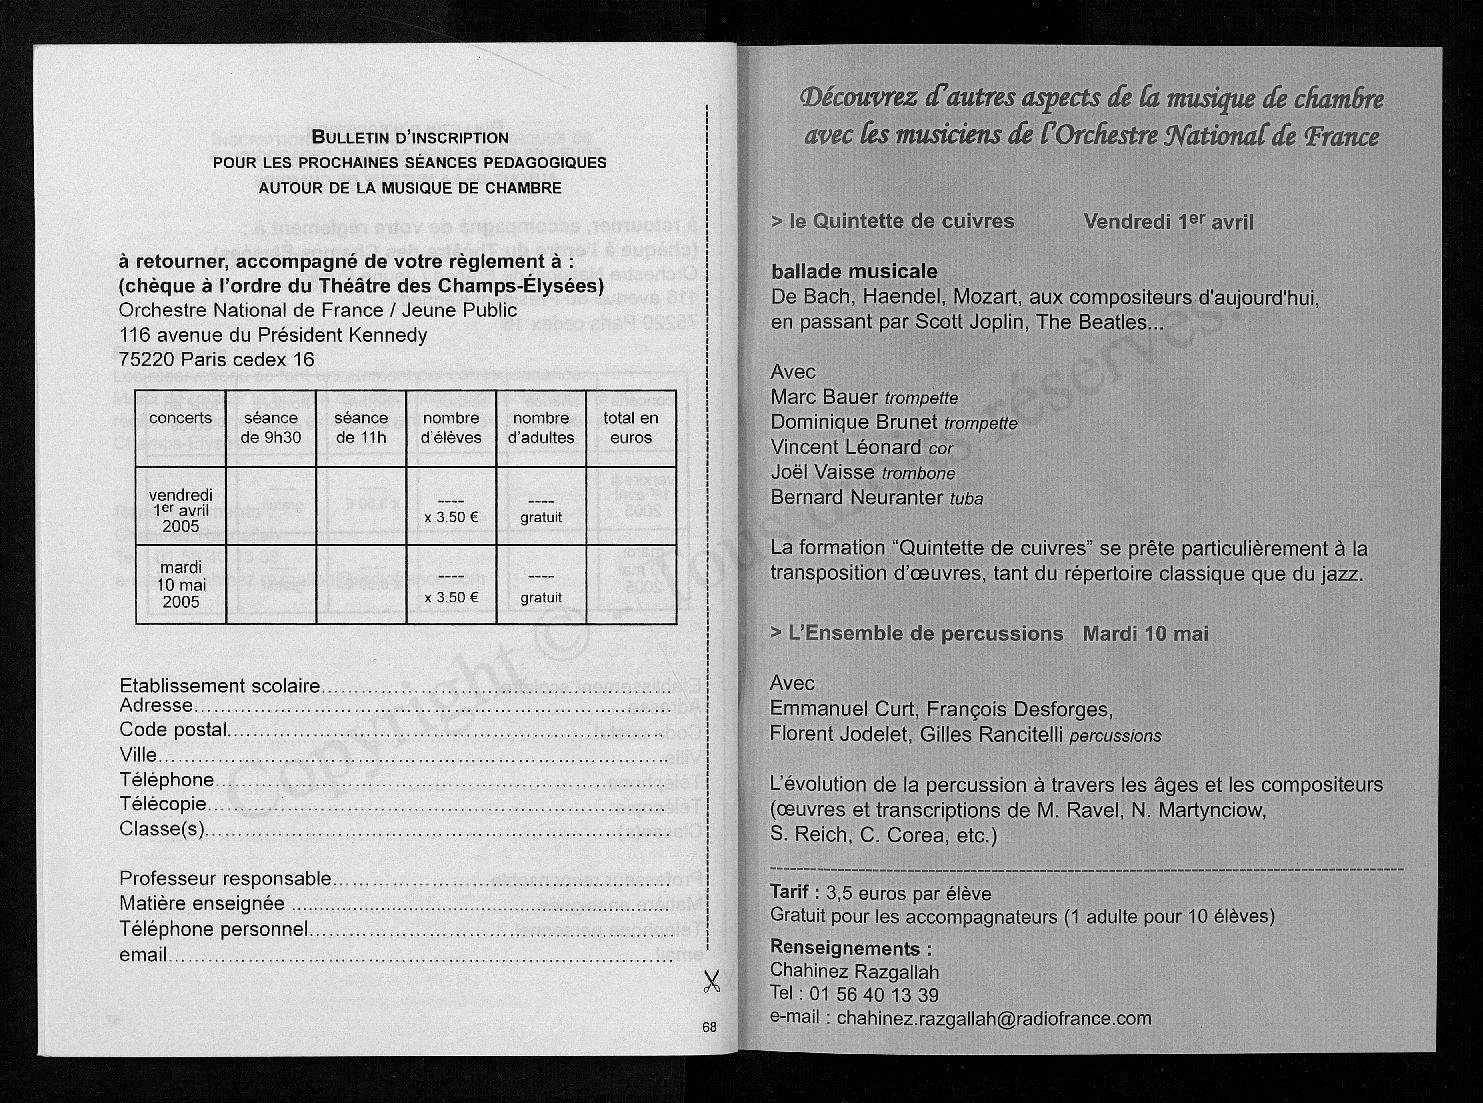 BULLETIN D'INSCRIPTION
POUR LES PROCHAINES SÉANCES PEDAGOGIQUES
AUTOUR DE LA MUSIQUE DE CHAMBRE
à retourner, accompagné de votre règlement à :
(chèque à l'ordre du Théâtre des Champs-Élysées)
Orchestre National de France / Jeune Public
116 avenue du Président Kennedy
75220 Paris cedex 16
concerts séance de 9h30 séance de 11h nombre d'élèves nombre d'adultes total en euros
vendredi 1er avril 2005 ---- x 3.50 € ---- gratuit
mardi 10 mai 2005 ---- x 3.50 € ---- gratuit
Etablissement scolaire
Adresse
Code postal
Ville
Téléphone
Télécopie
Classe(s)
Professeur responsable
Matière enseignée
Téléphone personnel
email
68
Découvrez d'autres aspects de la musique de chambre
avec les musiciens de l'Orchestre National de France
> le Quintette de cuivres Vendredi 1er avril
ballade musicale
De Bach, Haendel, Mozart, aux compositeurs d'aujourd'hui,
en passant par Scott Joplin, The Beatles...
Avec
Marc Bauer trompette
Dominique Brunet trompette
Vincent Léonard cor
Joël Vaisse trombone
Bernard Neuranter tuba
La formation “Quintette de cuivres” se prête particulièrement à la
transposition d'œuvres, tant du répertoire classique que du jazz.
> L'Ensemble de percussions Mardi 10 mai
Avec
Emmanuel Curt, François Desforges,
Florent Jodelet, Gilles Rancitelli percussions
L'évolution de la percussion à travers les âges et les compositeurs
(œuvres et transcriptions de M. Ravel, N. Martynciow,
S. Reich, C. Corea, etc.)
Tarif : 3,5 euros par élève
Gratuit pour les accompagnateurs (1 adulte pour 10 élèves)
Renseignements :
Chahinez Razgallah
Tel : 01 56 40 13 39
e-mail : chahinez.razgallah@radiofrance.com
Copyright © - Tous droits réservés.